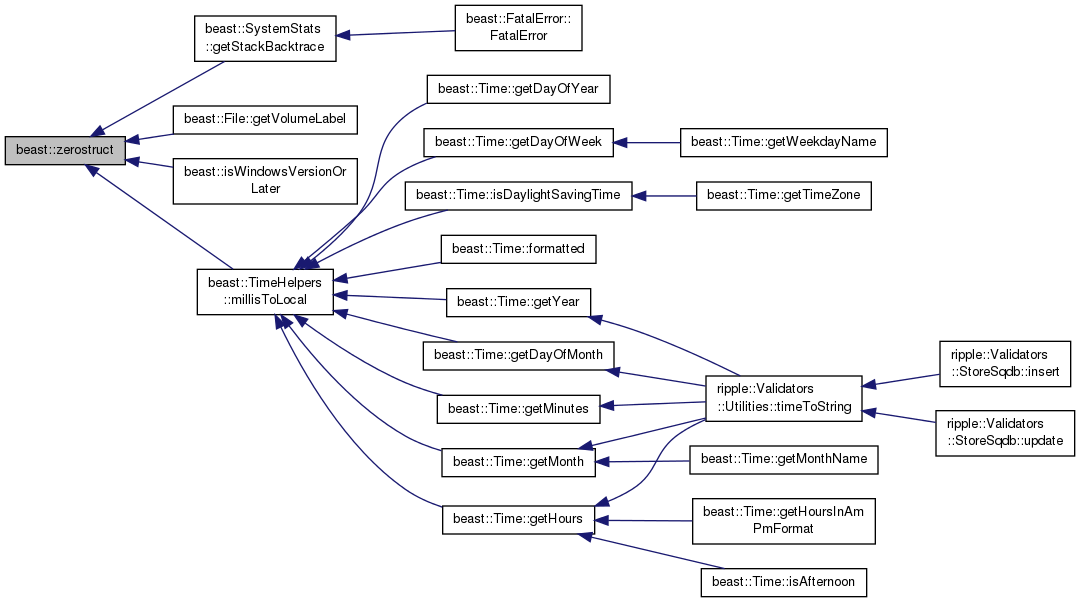 beast::zerostruct
beast::SystemStats
::getStackBacktrace
beast::FatalError::
FatalError
beast::File::getVolumeLabel
beast::isWindowsVersionOr
Later
beast::TimeHelpers
::millisToLocal
beast::Time::getDayOfYear
beast::Time::getDayOfWeek
beast::Time::getWeekdayName
beast::Time::isDaylightSavingTime
beast::Time::getTimeZone
beast::Time::formatted
beast::Time::getYear
beast::Time::getDayOfMonth
beast::Time::getMinutes
beast::Time::getMonth
beast::Time::getHours
ripple::Validators
::Utilities::timeToString
ripple::Validators
::StoreSqdb::insert
ripple::Validators
::StoreSqdb::update
beast::Time::getMonthName
beast::Time::getHoursInAm
PmFormat
beast::Time::isAfternoon